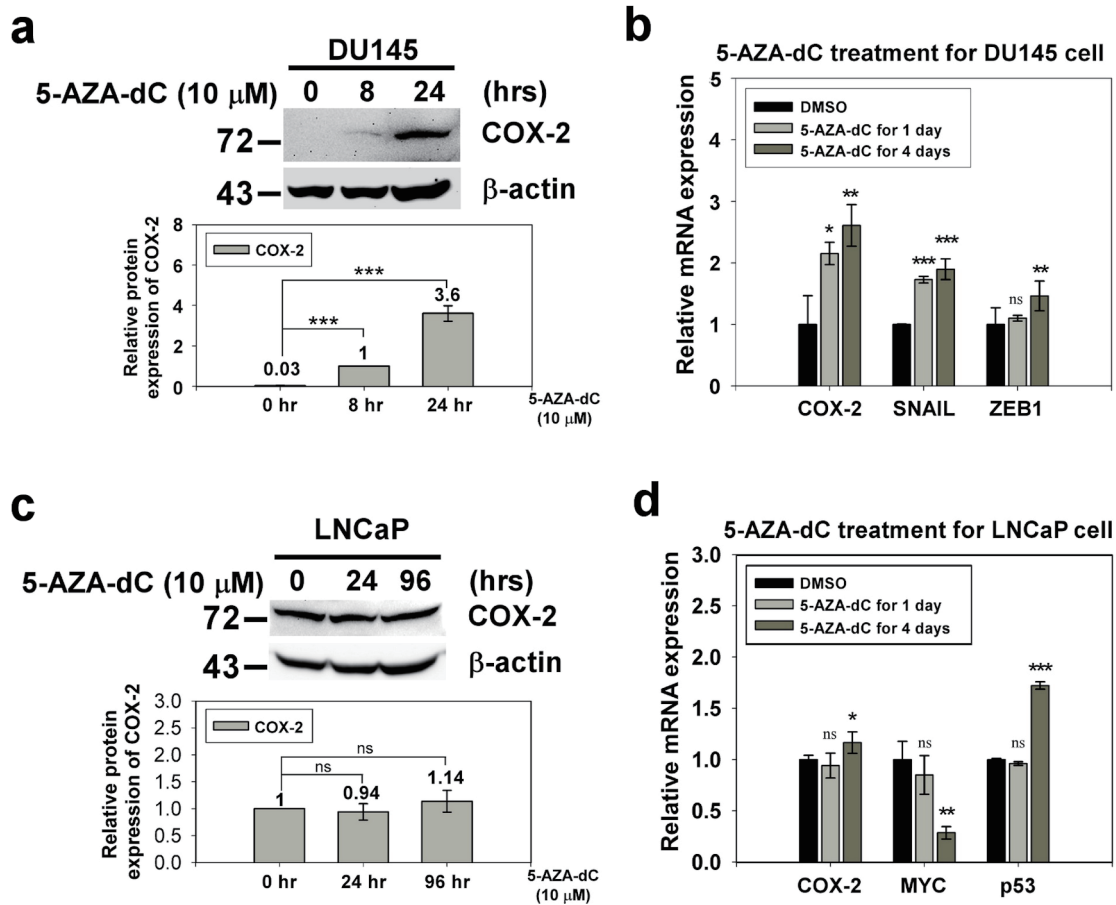 a
DU145
5-AZA-dC (10 μM) 0 8 24 (hrs)
72 COX-2
43 β-actin
Relative protein
expression of COX-2
8
6
4
2
0
COX-2
***
***
0.03
1
3.6
0 hr 8 hr 24 hr
5-AZA-dC
(10 μM)
b
5-AZA-dC treatment for DU145 cell
Relative mRNA expression
5
4
3
2
1
0
DMSO
5-AZA-dC for 1 day
5-AZA-dC for 4 days
* **
*** ***
ns **
COX-2 SNAIL ZEB1
c
LNCaP
5-AZA-dC (10 μM) 0 24 96 (hrs)
72 COX-2
43 β-actin
Relative protein
expression of COX-2
3.0
2.5
2.0
1.5
1.0
0.5
0.0
COX-2
ns
ns
1
0.94
1.14
0 hr 24 hr 96 hr
5-AZA-dC
(10 μM)
d
5-AZA-dC treatment for LNCaP cell
Relative mRNA expression
3.0
2.5
2.0
1.5
1.0
0.5
0.0
DMSO
5-AZA-dC for 1 day
5-AZA-dC for 4 days
ns *
ns **
ns ***
COX-2 MYC p53